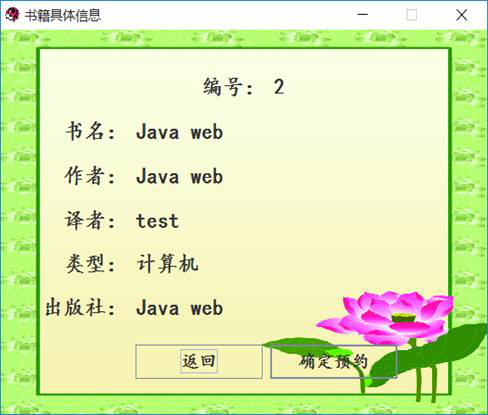 书籍具体信息
编号： 2
书名： Java web
作者： Java web
译者： test
类型： 计算机
出版社： Java web
返回 确定预约